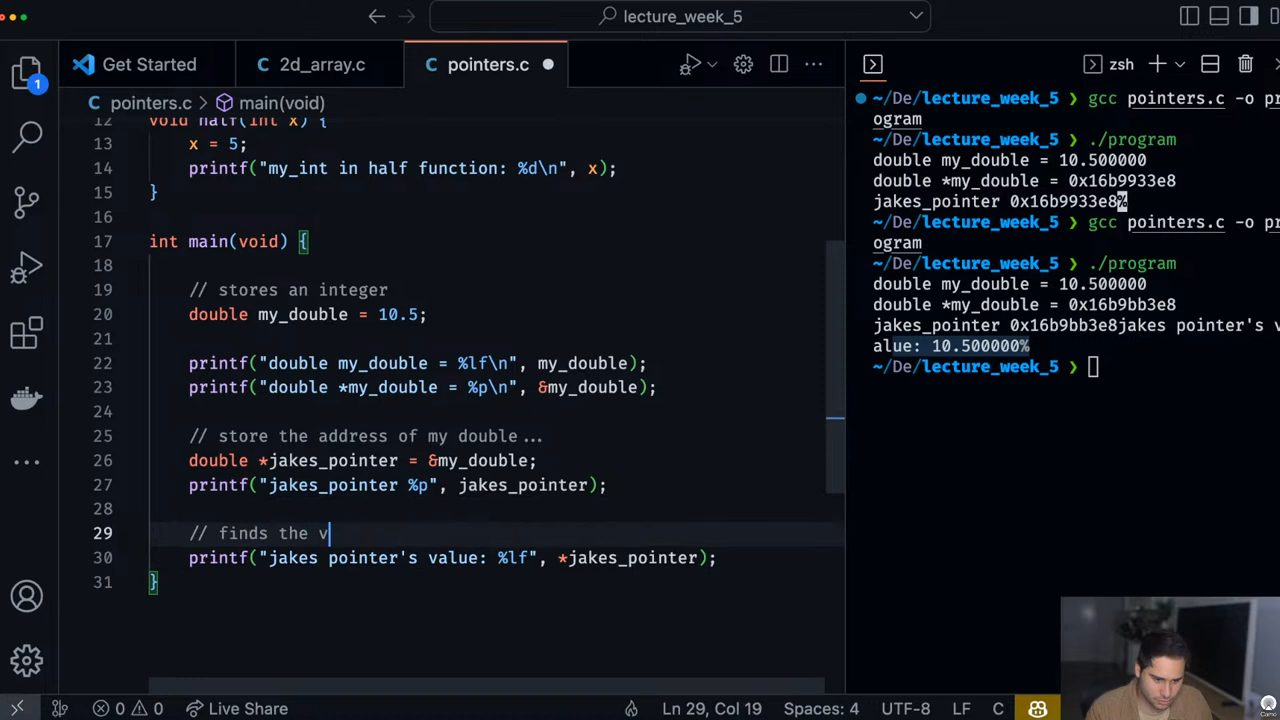 lecture_week_5
Get Started
2d_array.c
pointers.c
zsh
pointers.c > main(void)
1
12 void half(int x) {
13 x = 5;
14 printf("my_int in half function: %d\n", x);
15 }
16
17 int main(void) {
18
19 // stores an integer
20 double my_double = 10.5;
21
22 printf("double my_double = %lf\n", my_double);
23 printf("double *my_double = %p\n", &my_double);
24
25 // store the address of my double...
26 double *jakes_pointer = &my_double;
27 printf("jakes_pointer %p", jakes_pointer);
28
29 // finds the v
30 printf("jakes pointer's value: %lf", *jakes_pointer);
31 }
~/De/lecture_week_5 ❯ gcc pointers.c -o pr
ogram
~/De/lecture_week_5 ❯ ./program
double my_double = 10.500000
double *my_double = 0x16b9933e8
jakes_pointer 0x16b9933e8%
~/De/lecture_week_5 ❯ gcc pointers.c -o pr
ogram
~/De/lecture_week_5 ❯ ./program
double my_double = 10.500000
double *my_double = 0x16b9bb3e8
jakes_pointer 0x16b9bb3e8jakes pointer's v
alue: 10.500000%
~/De/lecture_week_5 ❯
0 0 Live Share Ln 29, Col 19 Spaces: 4 UTF-8 LF C
Camo